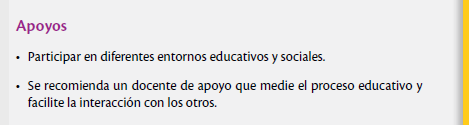 Apoyos
• Participar en diferentes entornos educativos y sociales.
• Se recomienda un docente de apoyo que medie el proceso educativo y
facilite la interacción con los otros.